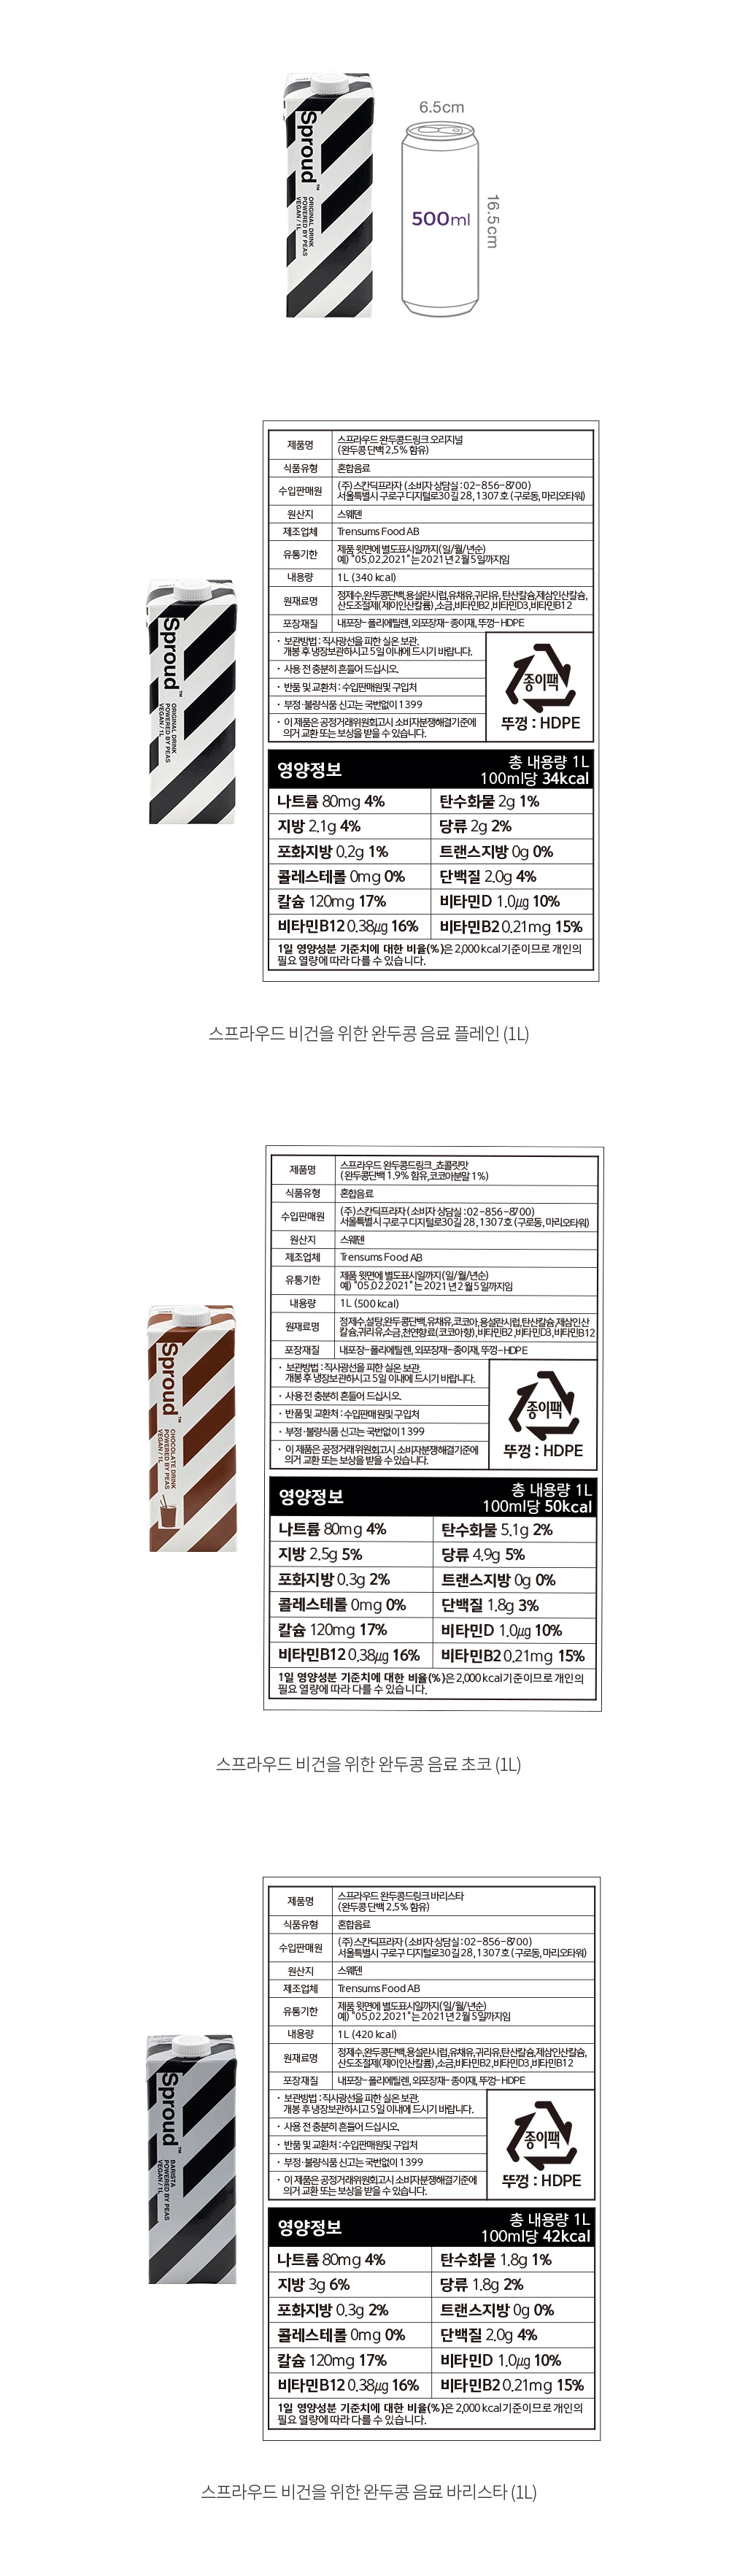 Sproud™
ORIGINAL DRINK
POWERED BY PEAS
VEGAN / 1L
6.5cm
500ml
16.5cm
Sproud™
ORIGINAL DRINK
POWERED BY PEAS
VEGAN / 1L
제품명 스프라우드 완두콩드링크 오리지널
(완두콩 단백 2.5% 함유)
식품유형 혼합음료
수입판매원 (주)스칸딕프라자 (소비자 상담실 : 02-856-8700)
서울특별시 구로구 디지털로30길 28, 1307호 (구로동, 마리오타워)
원산지 스웨덴
제조업체 Trensums Food AB
유통기한 제품 윗면에 별도표시일까지(일/월/년순)
예) "05.02.2021"는 2021년 2월 5일까지임
내용량 1L (340 kcal)
원재료명 정제수,완두콩단백,용설란시럽,유채유,귀리유, 탄산칼슘,제삼인산칼슘,
산도조절제(제이인산칼륨) ,소금,비타민B2,비타민D3,비타민B12
포장재질 내포장-폴리에틸렌, 외포장재-종이재, 뚜껑-HDPE
· 보관방법 : 직사광선을 피한 실온 보관.
개봉 후 냉장보관하시고 5일 이내에 드시기 바랍니다.
· 사용 전 충분히 흔들어 드십시오.
· 반품 및 교환처 : 수입판매원및 구입처
· 부정·불량식품 신고는 국번없이 1399
· 이 제품은 공정거래위원회고시 소비자분쟁해결기준에
의거 교환 또는 보상을 받을 수 있습니다.
종이팩
뚜껑 : HDPE
영양정보
총 내용량 1L
100ml당 34kcal
나트륨 80mg 4% 탄수화물 2g 1%
지방 2.1g 4% 당류 2g 2%
포화지방 0.2g 1% 트랜스지방 0g 0%
콜레스테롤 0mg 0% 단백질 2.0g 4%
칼슘 120mg 17% 비타민D 1.0㎍ 10%
비타민B12 0.38㎍ 16% 비타민B2 0.21mg 15%
1일 영양성분 기준치에 대한 비율(%)은 2,000 kcal기준이므로 개인의
필요 열량에 따라 다를 수 있습니다.
스프라우드 비건을 위한 완두콩 음료 플레인 (1L)
Sproud™
CHOCOLATE DRINK
POWERED BY PEAS
VEGAN / 1L
제품명 스프라우드 완두콩드링크_쵸콜릿맛
(완두콩단백 1.9% 함유,코코아분말 1%)
식품유형 혼합음료
수입판매원 (주)스칸딕프라자 (소비자 상담실 : 02-856-8700)
서울특별시 구로구 디지털로30길 28, 1307호 (구로동, 마리오타워)
원산지 스웨덴
제조업체 Trensums Food AB
유통기한 제품 윗면에 별도표시일까지(일/월/년순)
예) "05.02.2021"는 2021년 2월 5일까지임
내용량 1L (500 kcal)
원재료명 정제수,설탕,완두콩단백,유채유,코코아,용설란시럽,탄산칼슘,제삼인산
칼슘,귀리유,소금,천연향료(코코아향),비타민B2,비타민D3,비타민B12
포장재질 내포장-폴리에틸렌, 외포장재-종이재, 뚜껑-HDPE
· 보관방법 : 직사광선을 피한 실온 보관.
개봉 후 냉장보관하시고 5일 이내에 드시기 바랍니다.
· 사용 전 충분히 흔들어 드십시오.
· 반품 및 교환처 : 수입판매원및 구입처
· 부정·불량식품 신고는 국번없이 1399
· 이 제품은 공정거래위원회고시 소비자분쟁해결기준에
의거 교환 또는 보상을 받을 수 있습니다.
종이팩
뚜껑 : HDPE
영양정보
총 내용량 1L
100ml당 50kcal
나트륨 80mg 4% 탄수화물 5.1g 2%
지방 2.5g 5% 당류 4.9g 5%
포화지방 0.3g 2% 트랜스지방 0g 0%
콜레스테롤 0mg 0% 단백질 1.8g 3%
칼슘 120mg 17% 비타민D 1.0㎍ 10%
비타민B12 0.38㎍ 16% 비타민B2 0.21mg 15%
1일 영양성분 기준치에 대한 비율(%)은 2,000 kcal기준이므로 개인의
필요 열량에 따라 다를 수 있습니다.
스프라우드 비건을 위한 완두콩 음료 초코 (1L)
Sproud™
BARISTA
POWERED BY PEAS
VEGAN / 1L
제품명 스프라우드 완두콩드링크 바리스타
(완두콩 단백 2.5% 함유)
식품유형 혼합음료
수입판매원 (주)스칸딕프라자 (소비자 상담실 : 02-856-8700)
서울특별시 구로구 디지털로30길 28, 1307호 (구로동, 마리오타워)
원산지 스웨덴
제조업체 Trensums Food AB
유통기한 제품 윗면에 별도표시일까지(일/월/년순)
예) "05.02.2021"는 2021년 2월 5일까지임
내용량 1L (420 kcal)
원재료명 정제수,완두콩단백,용설란시럽,유채유,귀리유,탄산칼슘,제삼인산칼슘,
산도조절제(제이인산칼륨) ,소금,비타민B2,비타민D3,비타민B12
포장재질 내포장-폴리에틸렌, 외포장재-종이재, 뚜껑-HDPE
· 보관방법 : 직사광선을 피한 실온 보관.
개봉 후 냉장보관하시고 5일 이내에 드시기 바랍니다.
· 사용 전 충분히 흔들어 드십시오.
· 반품 및 교환처 : 수입판매원및 구입처
· 부정·불량식품 신고는 국번없이 1399
· 이 제품은 공정거래위원회고시 소비자분쟁해결기준에
의거 교환 또는 보상을 받을 수 있습니다.
종이팩
뚜껑 : HDPE
영양정보
총 내용량 1L
100ml당 42kcal
나트륨 80mg 4% 탄수화물 1.8g 1%
지방 3g 6% 당류 1.8g 2%
포화지방 0.3g 2% 트랜스지방 0g 0%
콜레스테롤 0mg 0% 단백질 2.0g 4%
칼슘 120mg 17% 비타민D 1.0㎍ 10%
비타민B12 0.38㎍ 16% 비타민B2 0.21mg 15%
1일 영양성분 기준치에 대한 비율(%)은 2,000 kcal기준이므로 개인의
필요 열량에 따라 다를 수 있습니다.
스프라우드 비건을 위한 완두콩 음료 바리스타 (1L)